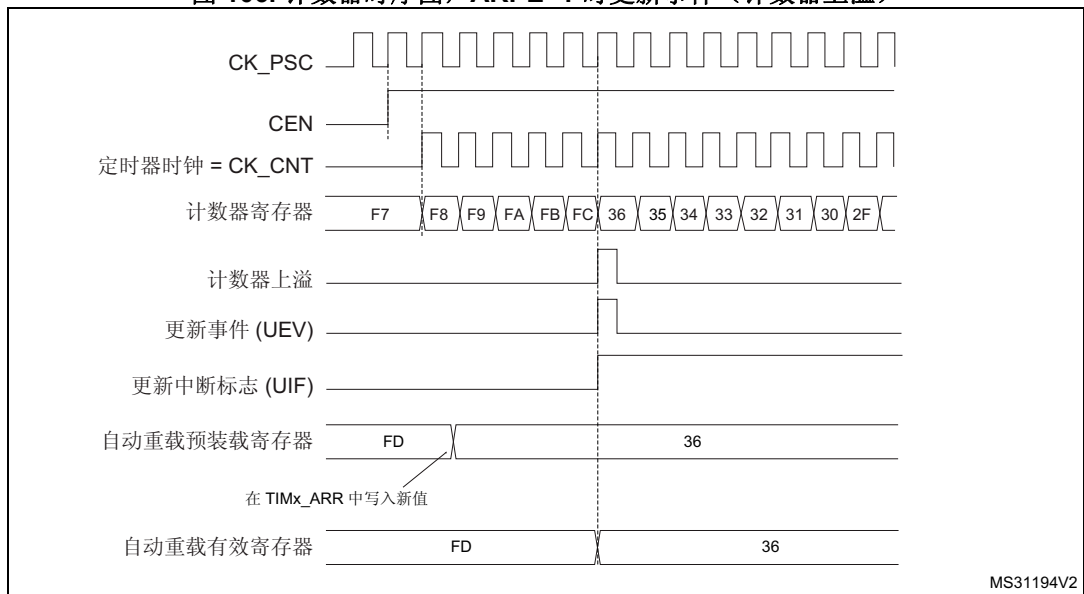 CK_PSC
CEN
定时器时钟 = CK_CNT
计数器寄存器 F7 F8 F9 FA FB FC 36 35 34 33 32 31 30 2F
计数器上溢
更新事件 (UEV)
更新中断标志 (UIF)
自动重载预装载寄存器 FD 36
在 TIMx_ARR 中写入新值
自动重载有效寄存器 FD 36
MS31194V2